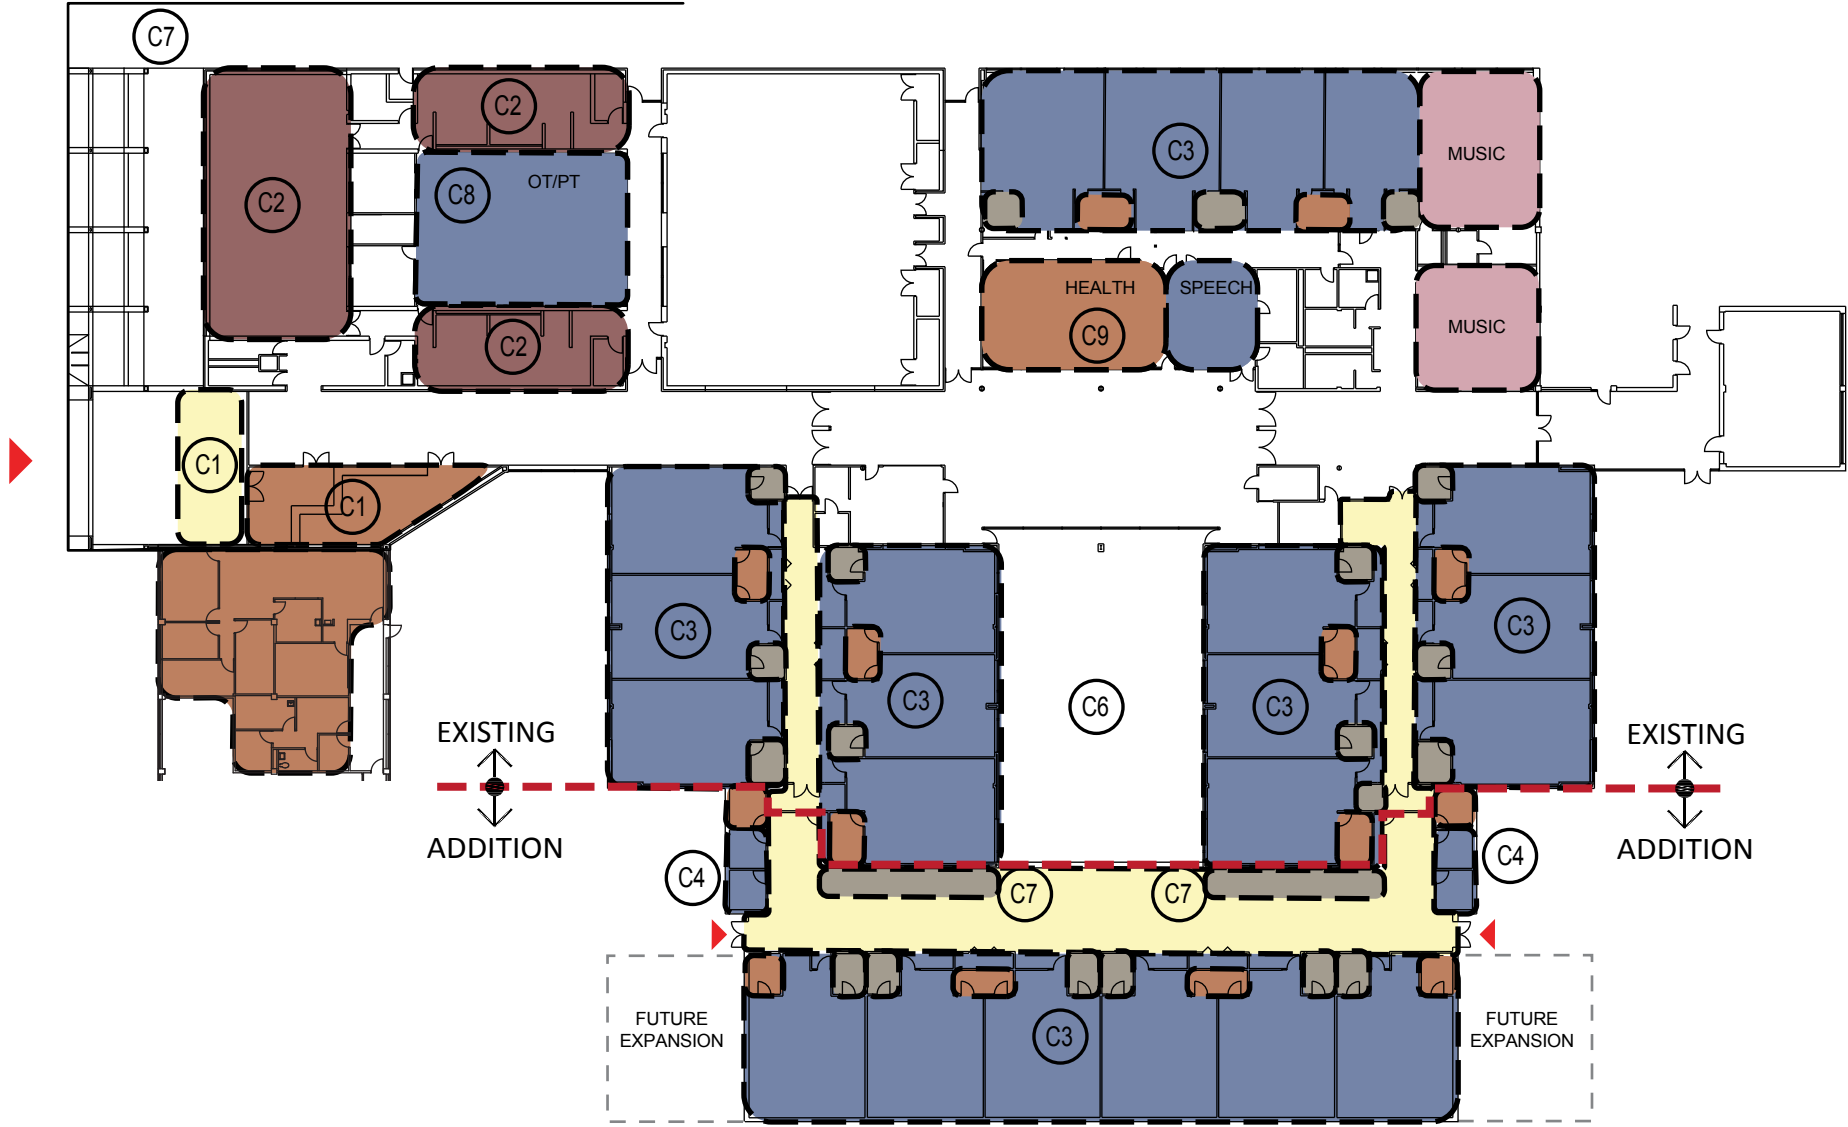 C7
C2
C3
MUSIC
C8
OT/PT
C2
HEALTH
SPEECH
C9
MUSIC
C2
C1
C1
C3
C3
C3
C6
C3
C3
EXISTING
ADDITION
EXISTING
ADDITION
C4
C7
C7
C4
FUTURE
EXPANSION
C3
FUTURE
EXPANSION